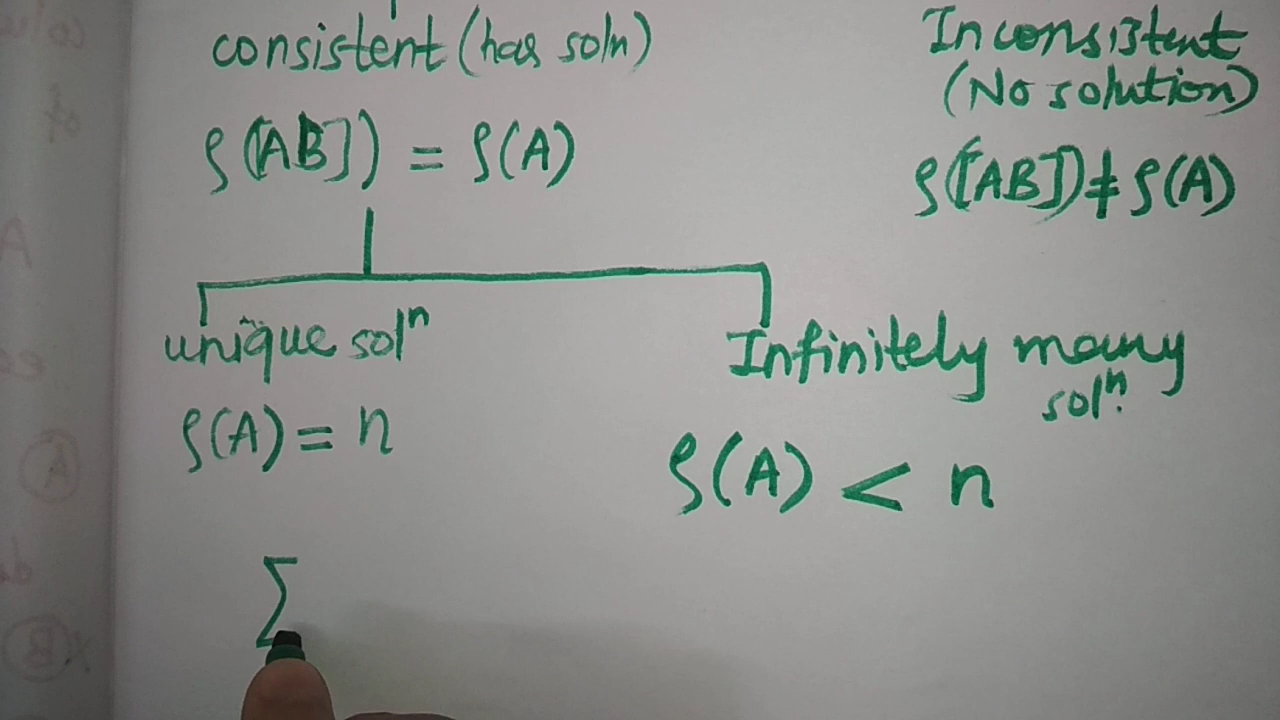 consistent (has soln)
ρ([AB]) = ρ(A)
Inconsistent
(No solution)
ρ([AB]) ≠ ρ(A)
unique solⁿ
ρ(A) = n
Infinitely many
solⁿ.
ρ(A) < n
Σ